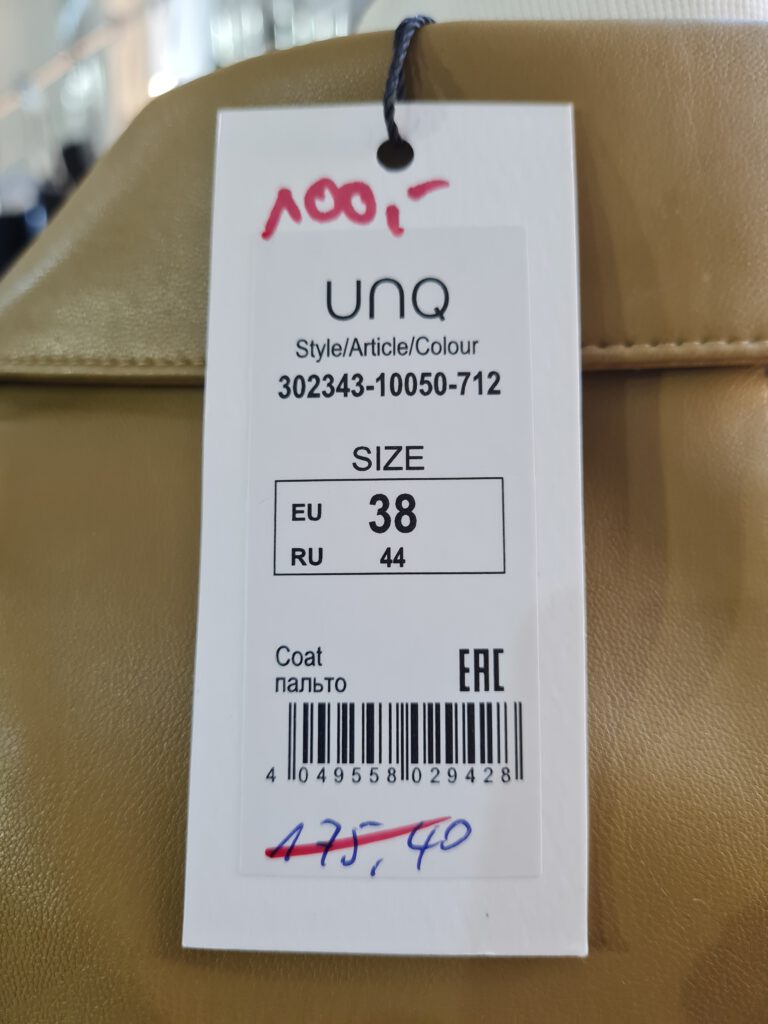 100,-
UNQ
Style/Article/Colour
302343-10050-712
SIZE
EU 38
RU 44
Coat
пальто
EAC
4 049558 029428
175,40